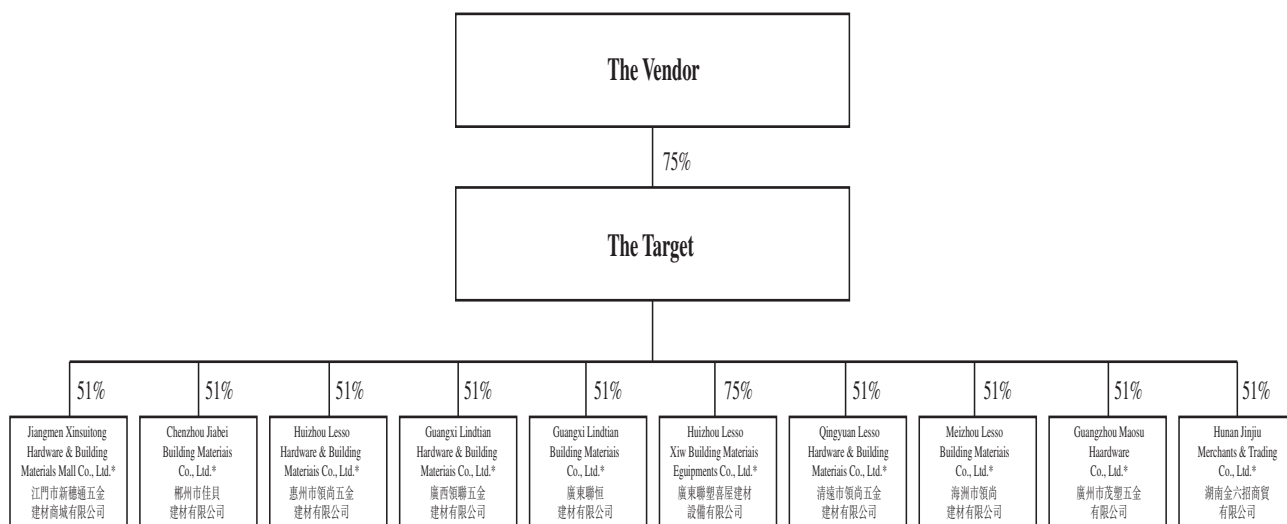 The Vendor
75%
The Target
51%
51%
51%
51%
51%
75%
51%
51%
51%
51%
Jiangmen Xinsuitong
Hardware & Building
Materials Mall Co., Ltd.*
江門市新穗通五金
建材商城有限公司
Chenzhou Jiabei
Building Materiais
Co., Ltd.*
郴州市佳貝
建材有限公司
Huizhou Lesso
Hardware & Building
Materiais Co., Ltd.*
惠州市領尚五金
建材有限公司
Guangxi Lindtian
Hardware & Building
Materiais Co., Ltd.*
廣西領聯五金
建材有限公司
Guangxi Lindtian
Building Materiais
Co., Ltd.*
廣東聯恒
建材有限公司
Huizhou Lesso
Xiw Building Materiais
Eguipments Co., Ltd.*
廣東聯塑喜屋建材
設備有限公司
Qingyuan Lesso
Hardware & Building
Materiais Co., Ltd.*
清遠市領尚五金
建材有限公司
Meizhou Lesso
Building Materiais
Co., Ltd.*
海洲市領尚
建材有限公司
Guangzhou Maosu
Haardware
Co., Ltd.*
廣州市茂塑五金
有限公司
Hunan Jinjiu
Merchants & Trading
Co., Ltd.*
湖南金六招商貿
有限公司